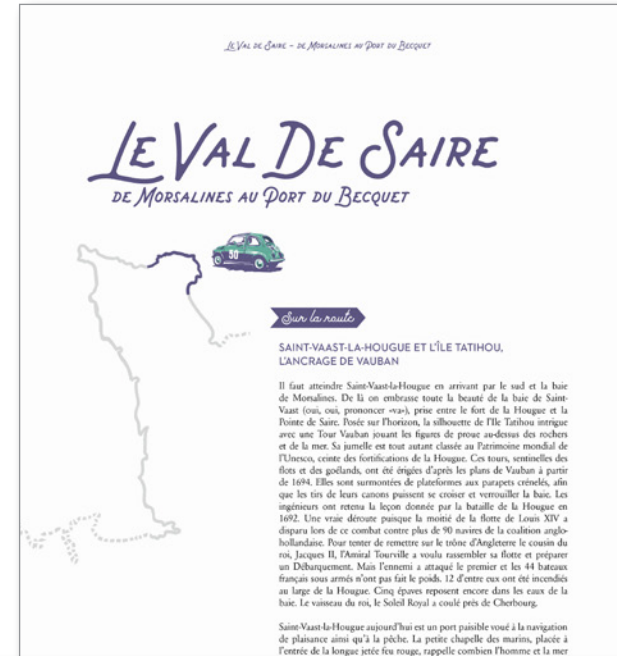 Le Val de Saire – de Morsalines au Port du Becquet
Le Val De Saire
de Morsalines au Port du Becquet
50
Sur la route
SAINT-VAAST-LA-HOUGUE ET L'ÎLE TATIHOU,
L'ANCRAGE DE VAUBAN
Il faut atteindre Saint-Vaast-la-Hougue en arrivant par le sud et la baie
de Morsalines. De là on embrasse toute la beauté de la baie de Saint-
Vaast (oui, oui, prononcer «va»), prise entre le fort de la Hougue et la
Pointe de Saire. Posée sur l'horizon, la silhouette de l'Ile Tatihou intrigue
avec une Tour Vauban jouant les figures de proue au-dessus des rochers
et de la mer. Sa jumelle est tout autant classée au Patrimoine mondial de
l'Unesco, ceinte des fortifications de la Hougue. Ces tours, sentinelles des
flots et des goélands, ont été érigées d'après les plans de Vauban à partir
de 1694. Elles sont surmontées de plateformes aux parapets crénelés, afin
que les tirs de leurs canons puissent se croiser et verrouiller la baie. Les
ingénieurs ont retenu la leçon donnée par la bataille de la Hougue en
1692. Une vraie déroute puisque la moitié de la flotte de Louis XIV a
disparu lors de ce combat contre plus de 90 navires de la coalition anglo-
hollandaise. Pour tenter de remettre sur le trône d'Angleterre le cousin du
roi, Jacques II, l'Amiral Tourville a voulu rassembler sa flotte et préparer
un Débarquement. Mais l'ennemi a attaqué le premier et les 44 bateaux
français sous armés n'ont pas fait le poids. 12 d'entre eux ont été incendiés
au large de la Hougue. Cinq épaves reposent encore dans les eaux de la
baie. Le vaisseau du roi, le Soleil Royal a coulé près de Cherbourg.
Saint-Vaast-la-Hougue aujourd'hui est un port paisible voué à la navigation
de plaisance ainsi qu'à la pêche. La petite chapelle des marins, placée à
l'entrée de la longue jetée feu rouge, rappelle combien l'homme et la mer